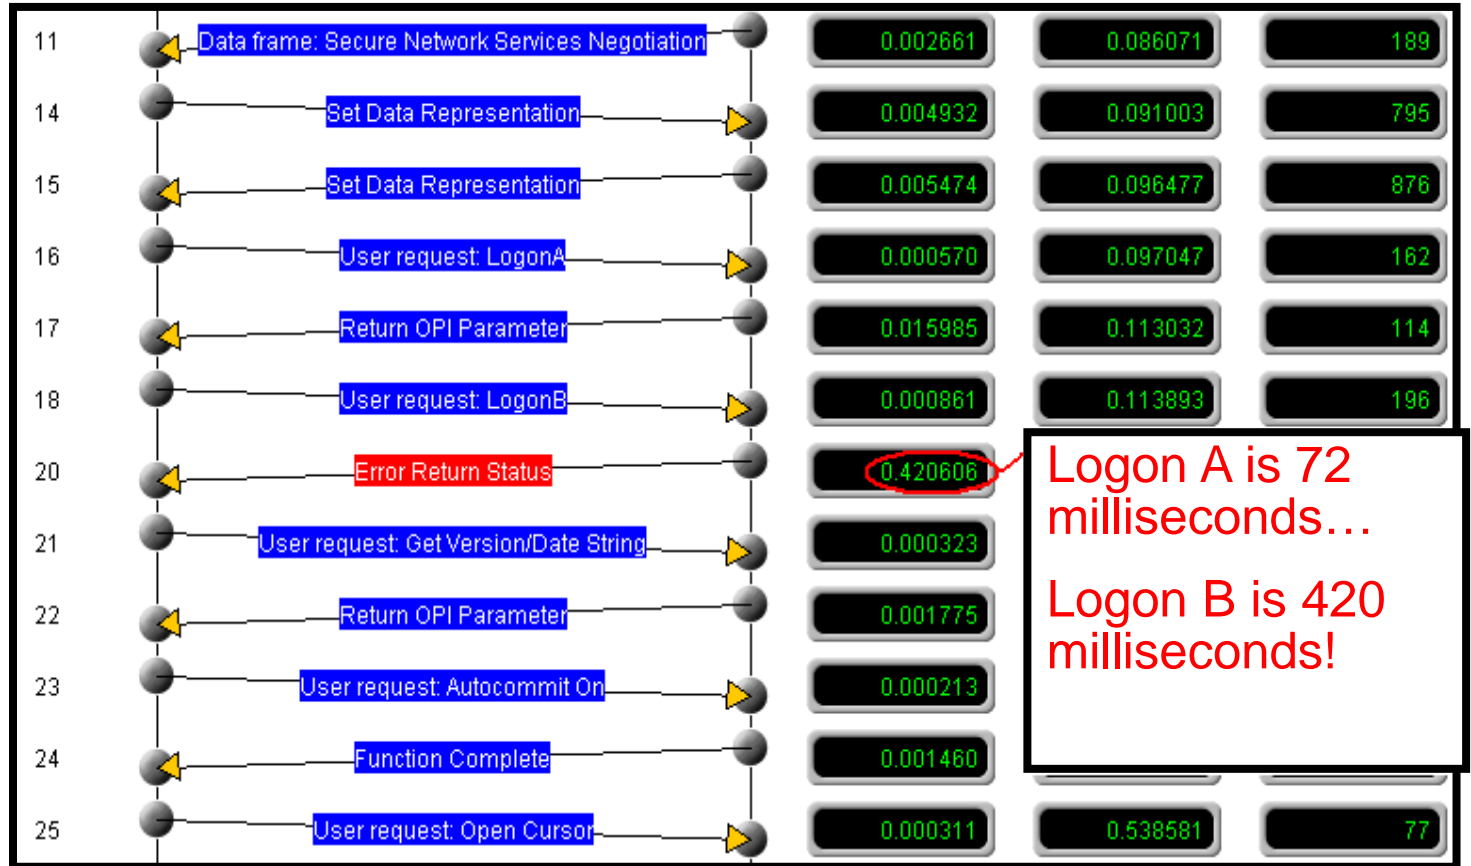 11 Data frame: Secure Network Services Negotiation 0.002661 0.086071 189
14 Set Data Representation 0.004932 0.091003 795
15 Set Data Representation 0.005474 0.096477 876
16 User request: LogonA 0.000570 0.097047 162
17 Return OPI Parameter 0.015985 0.113032 114
18 User request: LogonB 0.000861 0.113893 196
20 Error Return Status 0.420606
21 User request: Get Version/Date String 0.000323
22 Return OPI Parameter 0.001775
23 User request: Autocommit On 0.000213
24 Function Complete 0.001460
25 User request: Open Cursor 0.000311 0.538581 77
Logon A is 72
milliseconds…
Logon B is 420
milliseconds!